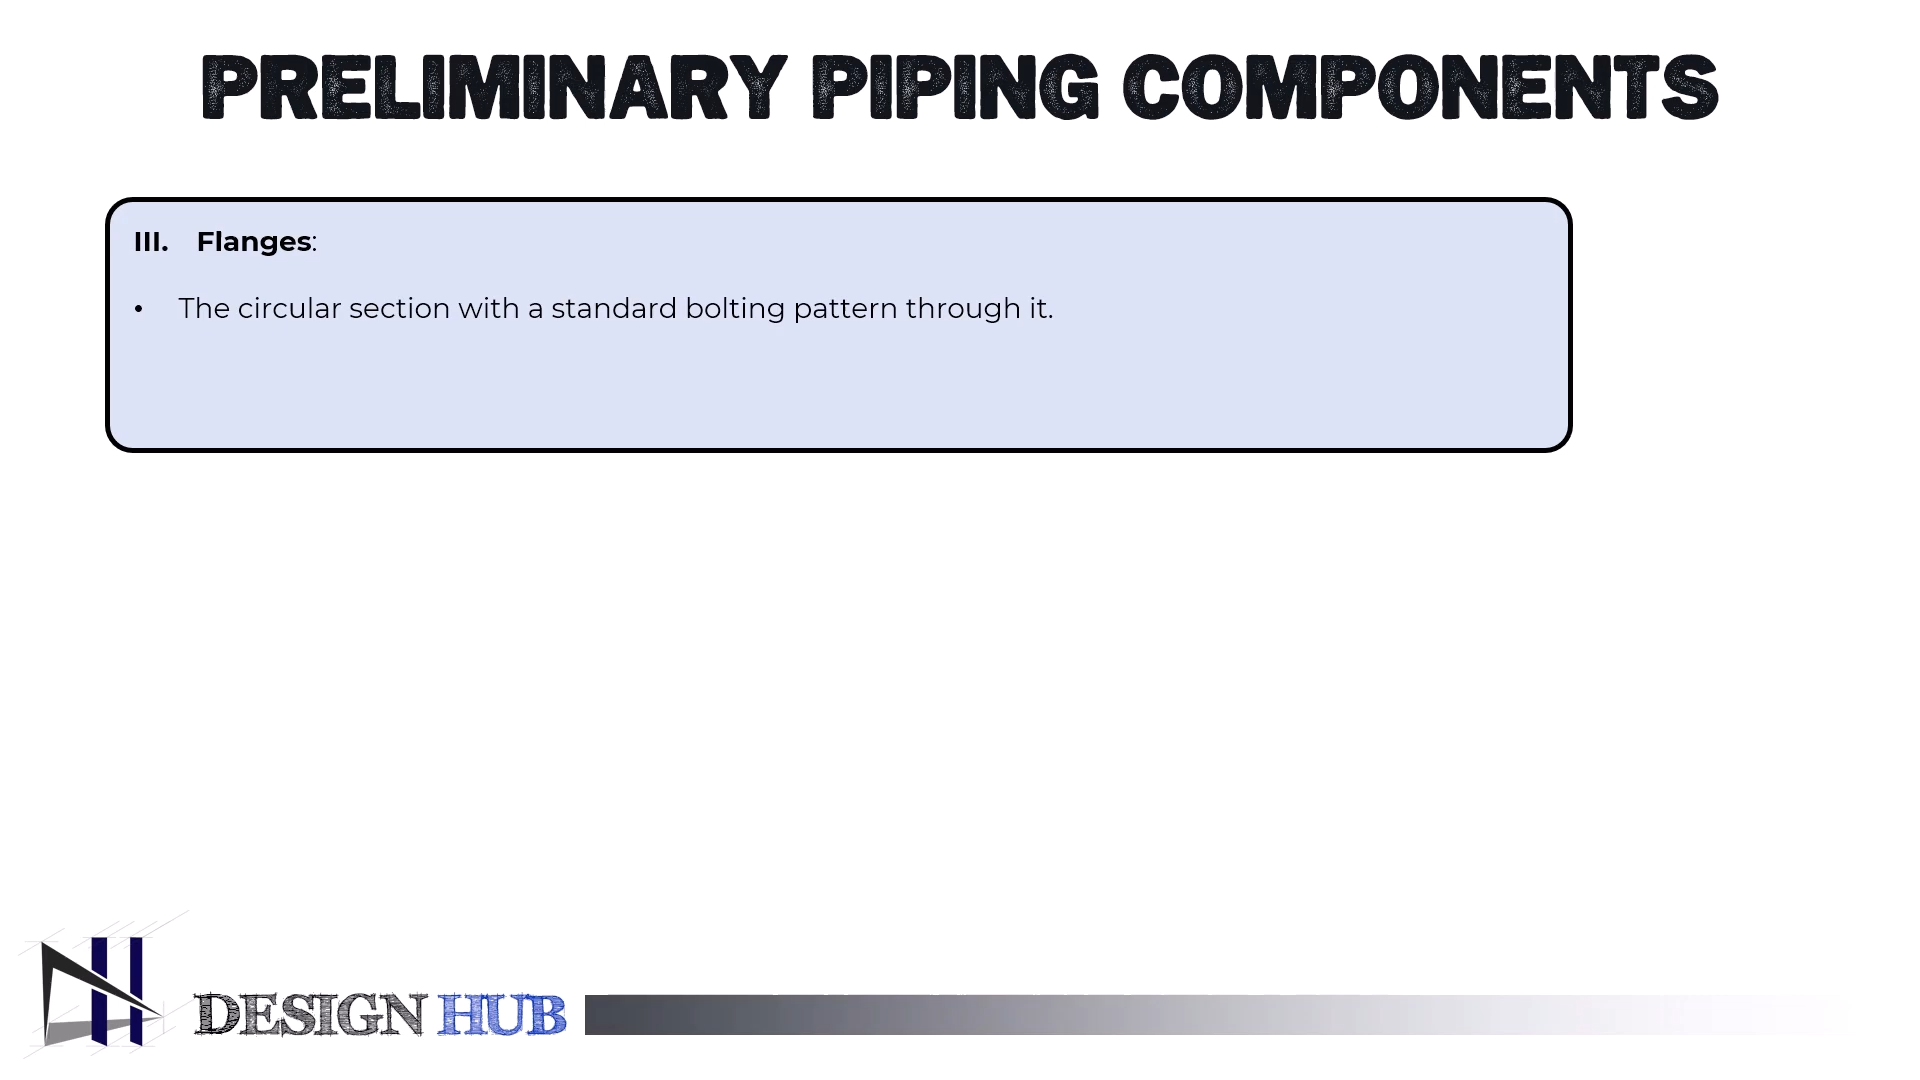 PRELIMINARY PIPING COMPONENTS
III. Flanges:
• The circular section with a standard bolting pattern through it.
DESIGN HUB